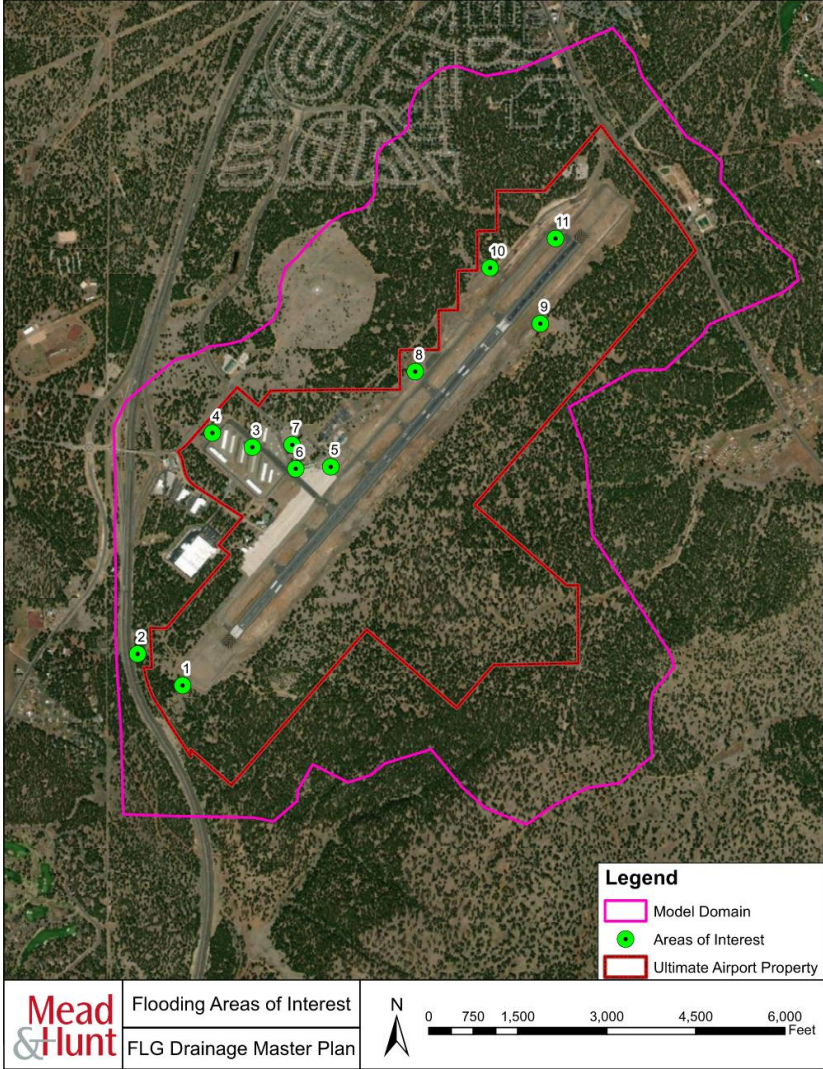 11
10
9
8
7
4
3
6
5
2
1
Legend
Model Domain
Areas of Interest
Ultimate Airport Property
Mead
&Hunt
Flooding Areas of Interest
FLG Drainage Master Plan
N
0 750 1,500 3,000 4,500 6,000
Feet